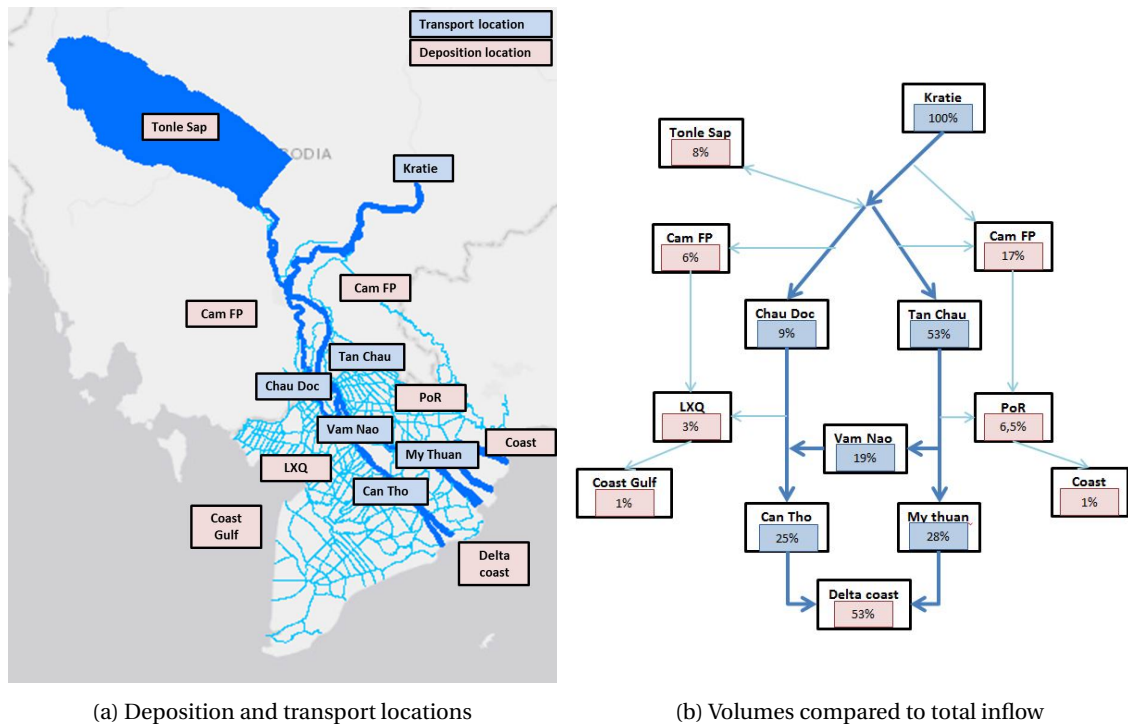 Transport location
Deposition location
Tonle Sap
BODIA
Kratie
Cam FP
Cam FP
Tan Chau
Chau Doc
PoR
Vam Nao
Coast
My Thuan
LXQ
Can Tho
Coast
Gulf
Delta
coast
(a) Deposition and transport locations
Kratie
100%
Tonle Sap
8%
Cam FP
6%
Cam FP
17%
Chau Doc
9%
Tan Chau
53%
LXQ
3%
PoR
6,5%
Vam Nao
19%
Coast Gulf
1%
Coast
1%
Can Tho
25%
My thuan
28%
Delta coast
53%
(b) Volumes compared to total inflow